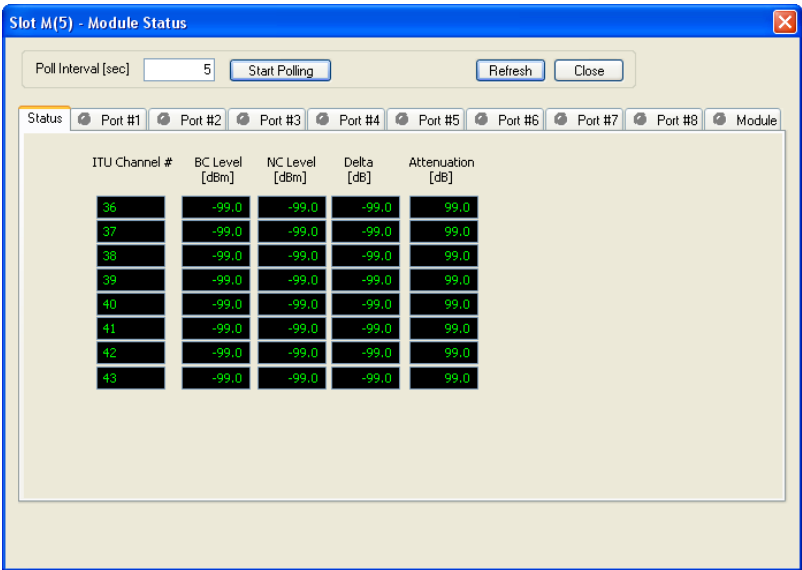 Slot M(5) - Module Status
Poll Interval [sec] 5 Start Polling Refresh Close
Status Port #1 Port #2 Port #3 Port #4 Port #5 Port #6 Port #7 Port #8 Module
ITU Channel # BC Level NC Level Delta Attenuation
[dBm] [dBm] [dB] [dB]
36 -99.0 -99.0 -99.0 99.0
37 -99.0 -99.0 -99.0 99.0
38 -99.0 -99.0 -99.0 99.0
39 -99.0 -99.0 -99.0 99.0
40 -99.0 -99.0 -99.0 99.0
41 -99.0 -99.0 -99.0 99.0
42 -99.0 -99.0 -99.0 99.0
43 -99.0 -99.0 -99.0 99.0